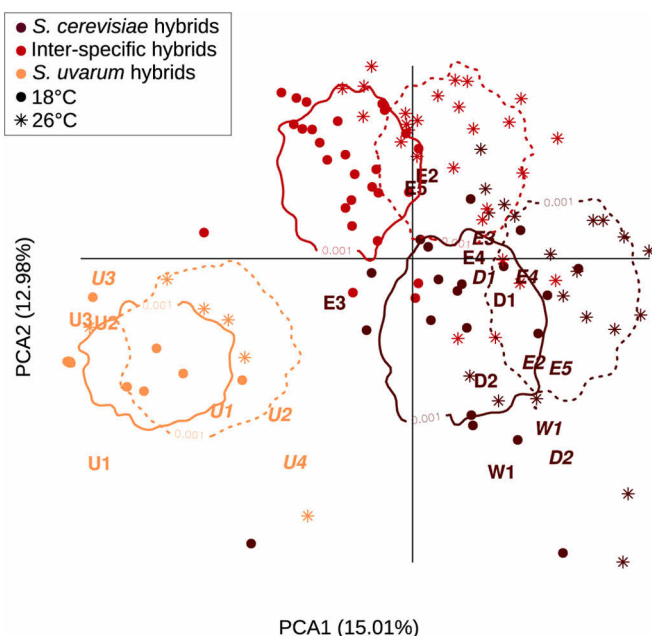 S. cerevisiae hybrids
Inter-specific hybrids
S. uvarum hybrids
18°C
26°C
E2
E5
0.001
0.001
0.001
E3
U3
E4
D1
E4
0.001
E3
D1
U3
U2
E2
E5
D2
U1
U2
0.001
0.001
W1
U1
U4
D2
W1
PCA2 (12.98%)
PCA1 (15.01%)